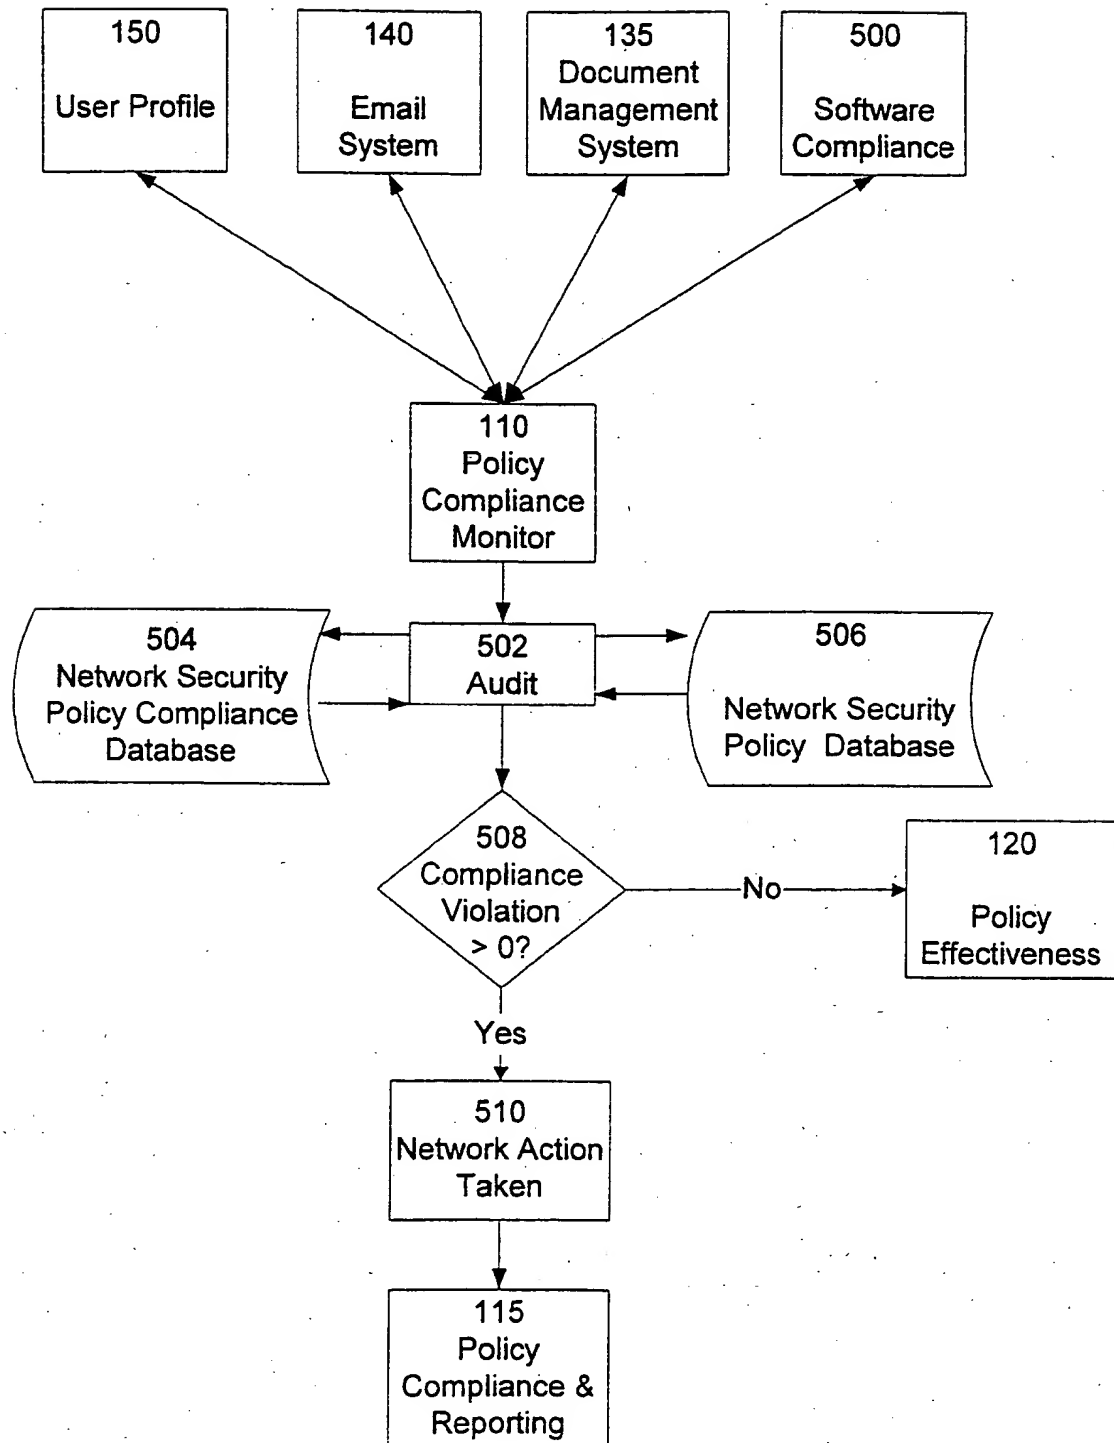 150
User Profile
140
Email
System
135
Document
Management
System
500
Software
Compliance
110
Policy
Compliance
Monitor
504
Network Security
Policy Compliance
Database
502
Audit
506
Network Security
Policy Database
508
Compliance
Violation
> 0?
No
120
Policy
Effectiveness
Yes
510
Network Action
Taken
115
Policy
Compliance &
Reporting